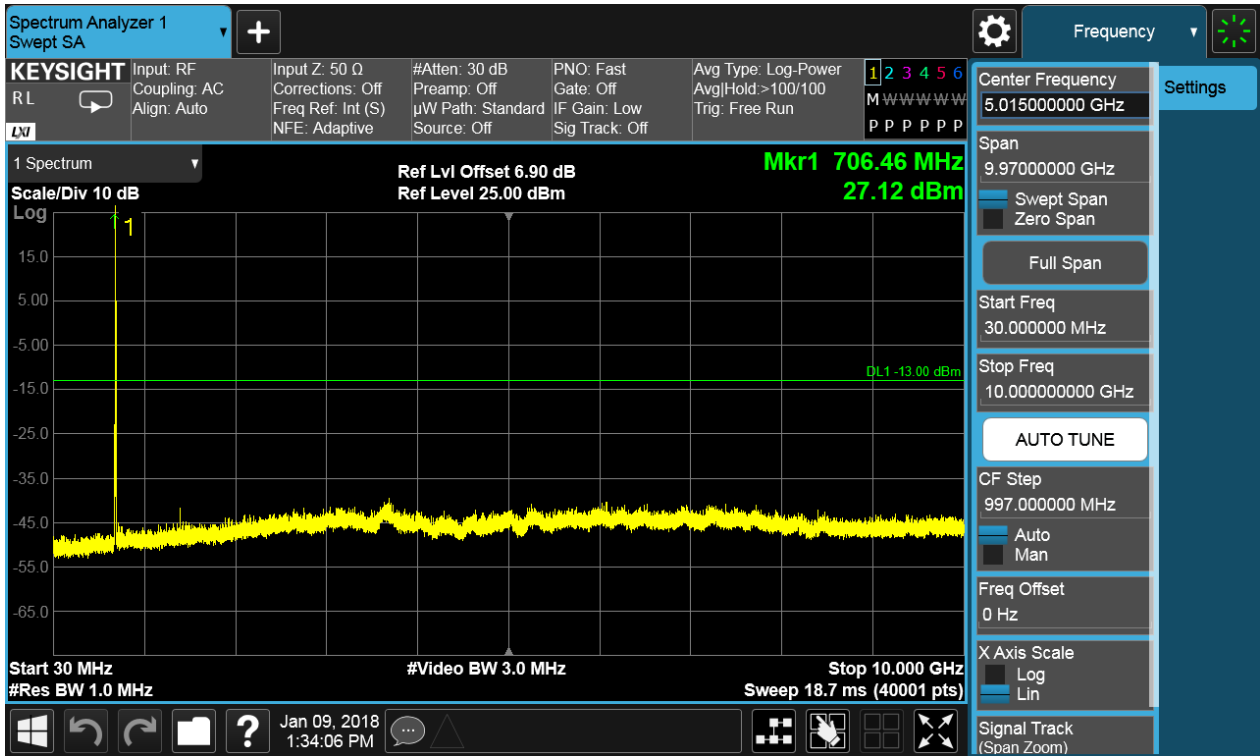 Spectrum Analyzer 1
Swept SA
Frequency
KEYSIGHT
R L
LXI
Input: RF
Coupling: AC
Align: Auto
Input Z: 50 Ω
Corrections: Off
Freq Ref: Int (S)
NFE: Adaptive
#Atten: 30 dB
Preamp: Off
µW Path: Standard
Source: Off
PNO: Fast
Gate: Off
IF Gain: Low
Sig Track: Off
Avg Type: Log-Power
Avg|Hold:>100/100
Trig: Free Run
1 2 3 4 5 6
M W W W W W
P P P P P P
1 Spectrum
Scale/Div 10 dB
Log
Ref Lvl Offset 6.90 dB
Ref Level 25.00 dBm
Mkr1 706.46 MHz
27.12 dBm
1
15.0
5.00
-5.00
-15.0
-25.0
-35.0
-45.0
-55.0
-65.0
DL1 -13.00 dBm
Start 30 MHz
#Video BW 3.0 MHz
Stop 10.000 GHz
#Res BW 1.0 MHz
Sweep 18.7 ms (40001 pts)
Jan 09, 2018
1:34:06 PM
Center Frequency
5.015000000 GHz
Settings
Span
9.97000000 GHz
Swept Span
Zero Span
Full Span
Start Freq
30.000000 MHz
Stop Freq
10.000000000 GHz
AUTO TUNE
CF Step
997.000000 MHz
Auto
Man
Freq Offset
0 Hz
X Axis Scale
Log
Lin
Signal Track
(Span Zoom)